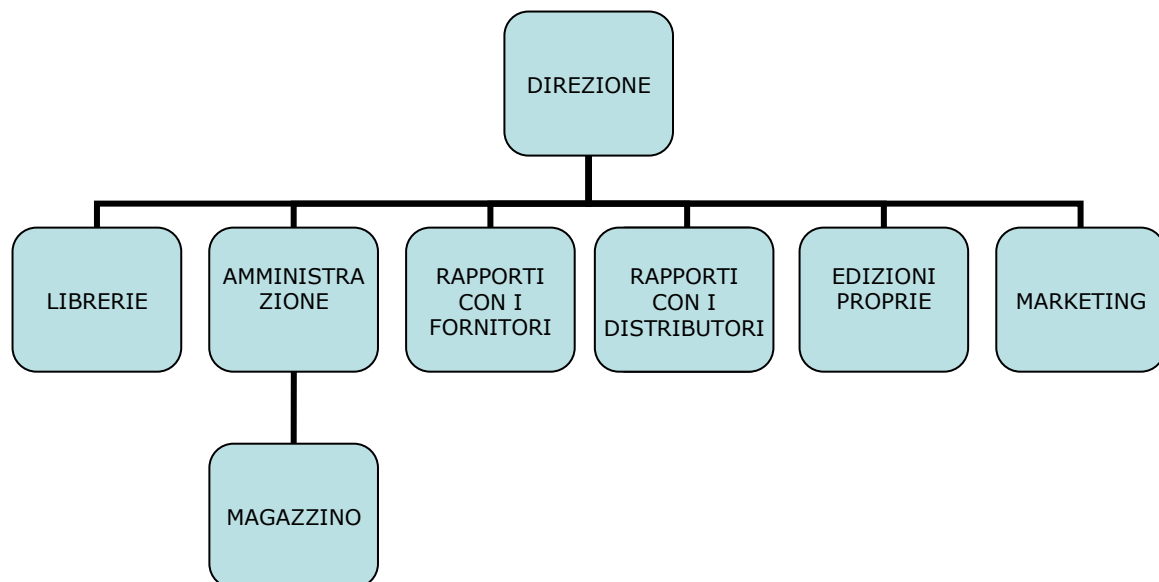 DIREZIONE
LIBRERIE
AMMINISTRA
ZIONE
RAPPORTI
CON I
FORNITORI
RAPPORTI
CON I
DISTRIBUTORI
EDIZIONI
PROPRIE
MARKETING
MAGAZZINO